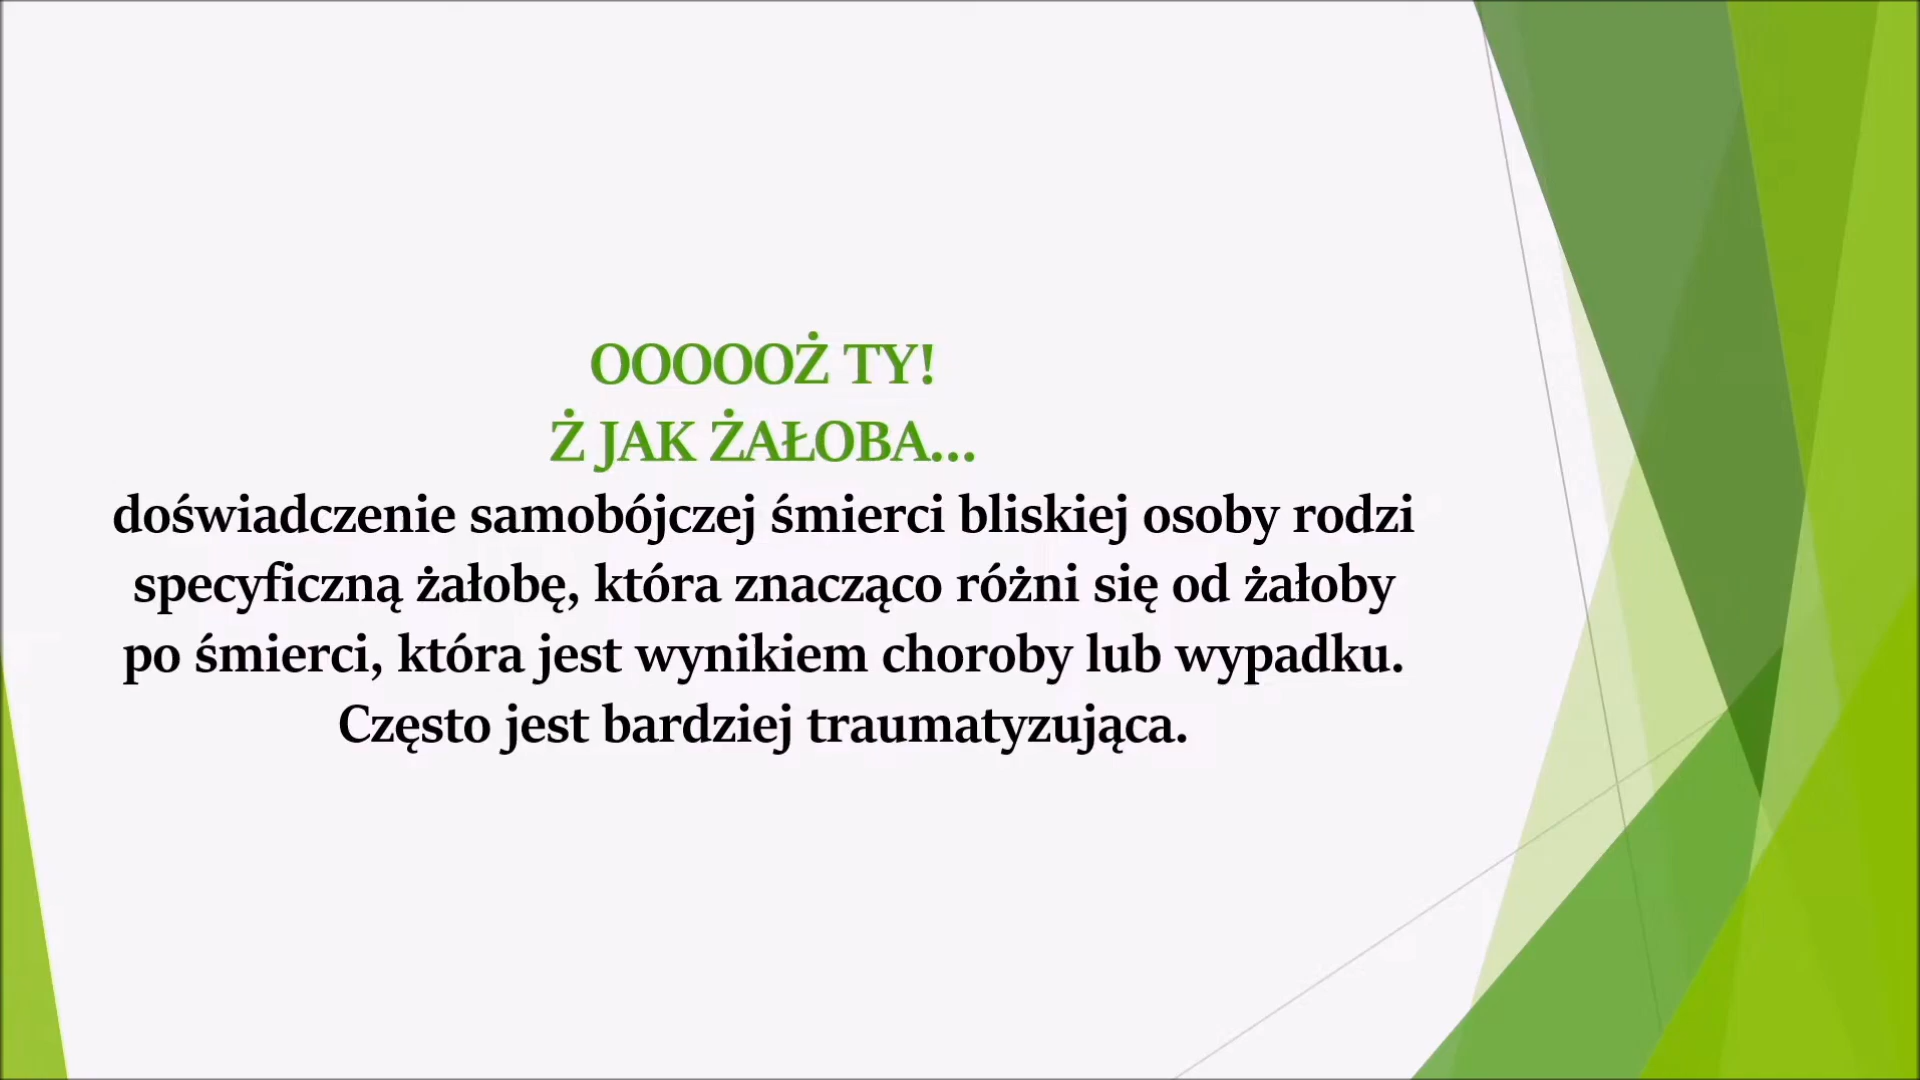 OOOOOŻ TY!
Ż JAK ŻAŁOBA...
doświadczenie samobójczej śmierci bliskiej osoby rodzi
specyficzną żałobę, która znacząco różni się od żałoby
po śmierci, która jest wynikiem choroby lub wypadku.
Często jest bardziej traumatyzująca.